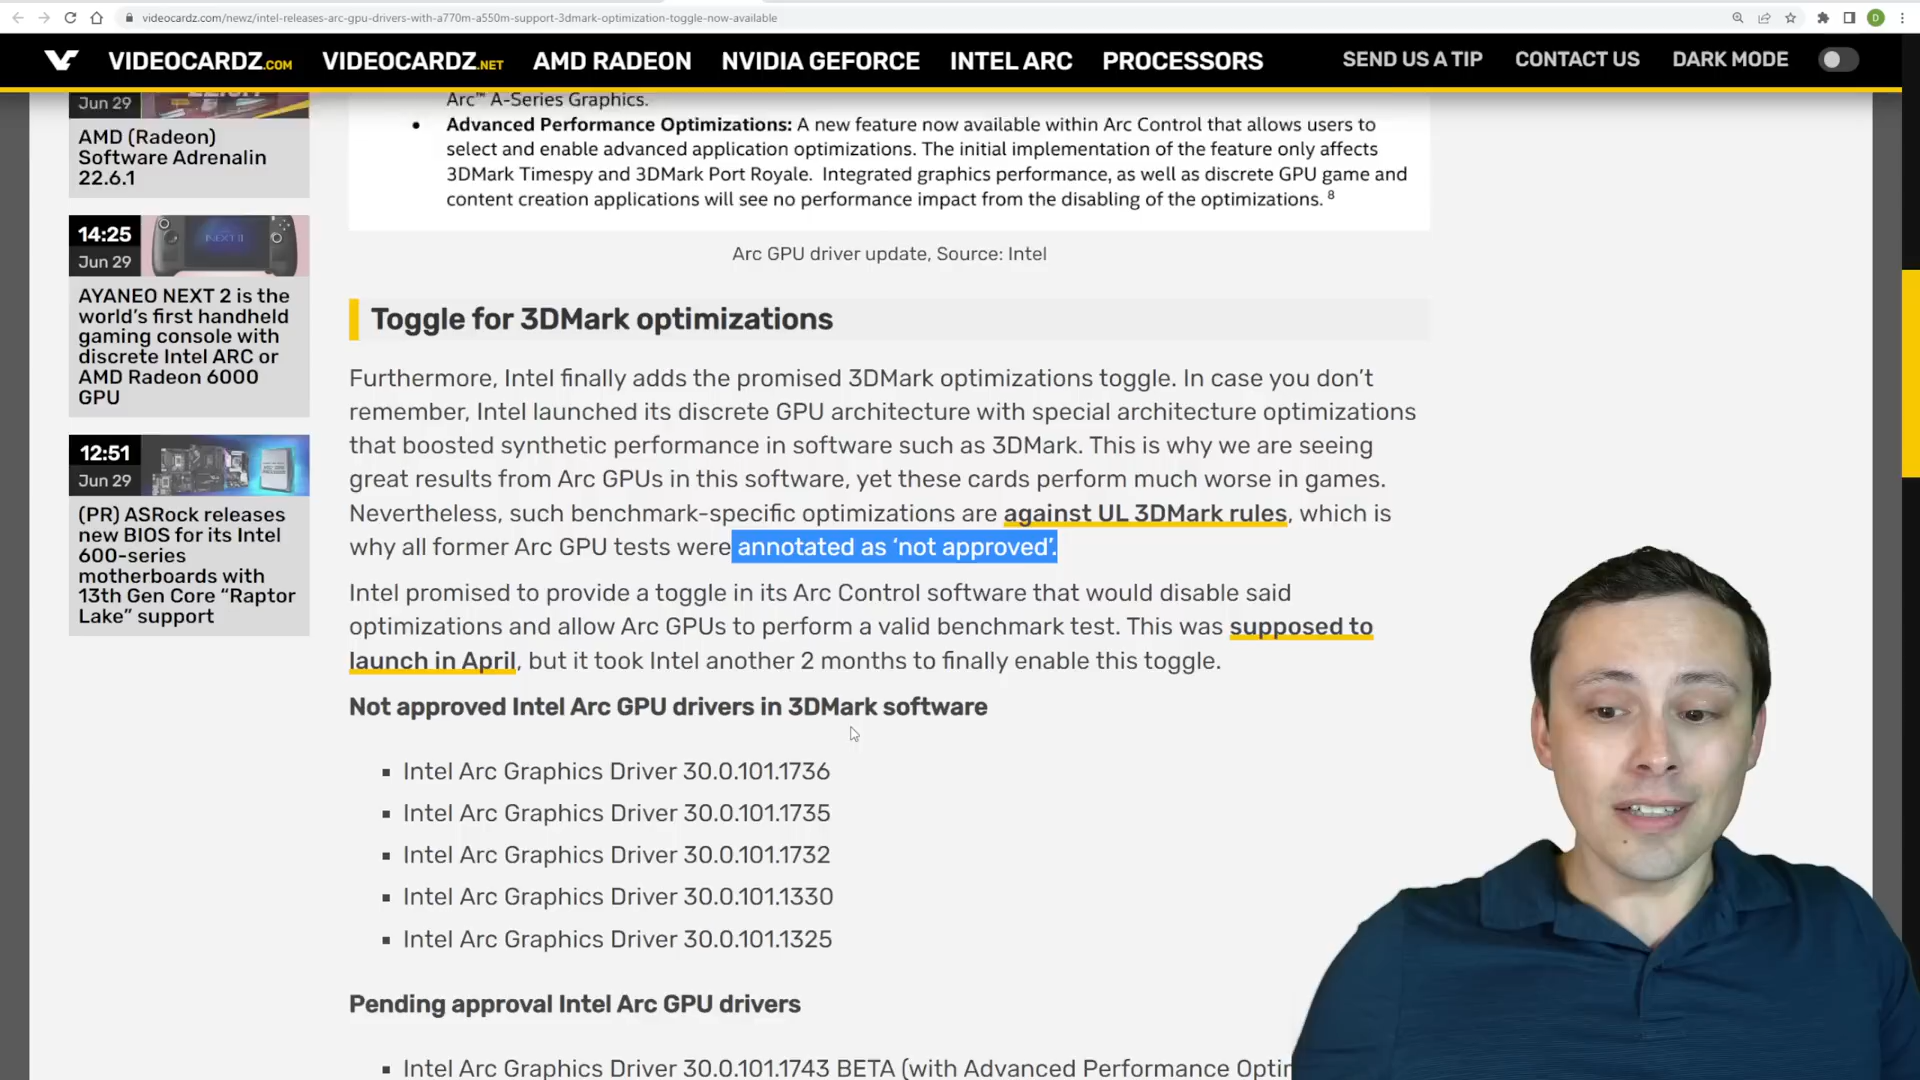 videocardz.com/newz/intel-releases-arc-gpu-drivers-with-a770m-a550m-support-3dmark-optimization-toggle-now-available
D
VIDEOCARDZ.COM VIDEOCARDZ.NET AMD RADEON NVIDIA GEFORCE INTEL ARC PROCESSORS SEND US A TIP CONTACT US DARK MODE
Jun 29
AMD (Radeon)
Software Adrenalin
22.6.1
14:25
Jun 29
AYANEO NEXT 2 is the
world's first handheld
gaming console with
discrete Intel ARC or
AMD Radeon 6000
GPU
12:51
Jun 29
(PR) ASRock releases
new BIOS for its Intel
600-series
motherboards with
13th Gen Core “Raptor
Lake” support
Arc™ A-Series Graphics.
• Advanced Performance Optimizations: A new feature now available within Arc Control that allows users to
select and enable advanced application optimizations. The initial implementation of the feature only affects
3DMark Timespy and 3DMark Port Royale. Integrated graphics performance, as well as discrete GPU game and
content creation applications will see no performance impact from the disabling of the optimizations. 8
Arc GPU driver update, Source: Intel
Toggle for 3DMark optimizations
Furthermore, Intel finally adds the promised 3DMark optimizations toggle. In case you don’t
remember, Intel launched its discrete GPU architecture with special architecture optimizations
that boosted synthetic performance in software such as 3DMark. This is why we are seeing
great results from Arc GPUs in this software, yet these cards perform much worse in games.
Nevertheless, such benchmark-specific optimizations are against UL 3DMark rules, which is
why all former Arc GPU tests were annotated as ‘not approved’.
Intel promised to provide a toggle in its Arc Control software that would disable said
optimizations and allow Arc GPUs to perform a valid benchmark test. This was supposed to
launch in April, but it took Intel another 2 months to finally enable this toggle.
Not approved Intel Arc GPU drivers in 3DMark software
▪ Intel Arc Graphics Driver 30.0.101.1736
▪ Intel Arc Graphics Driver 30.0.101.1735
▪ Intel Arc Graphics Driver 30.0.101.1732
▪ Intel Arc Graphics Driver 30.0.101.1330
▪ Intel Arc Graphics Driver 30.0.101.1325
Pending approval Intel Arc GPU drivers
▪ Intel Arc Graphics Driver 30.0.101.1743 BETA (with Advanced Performance Opti